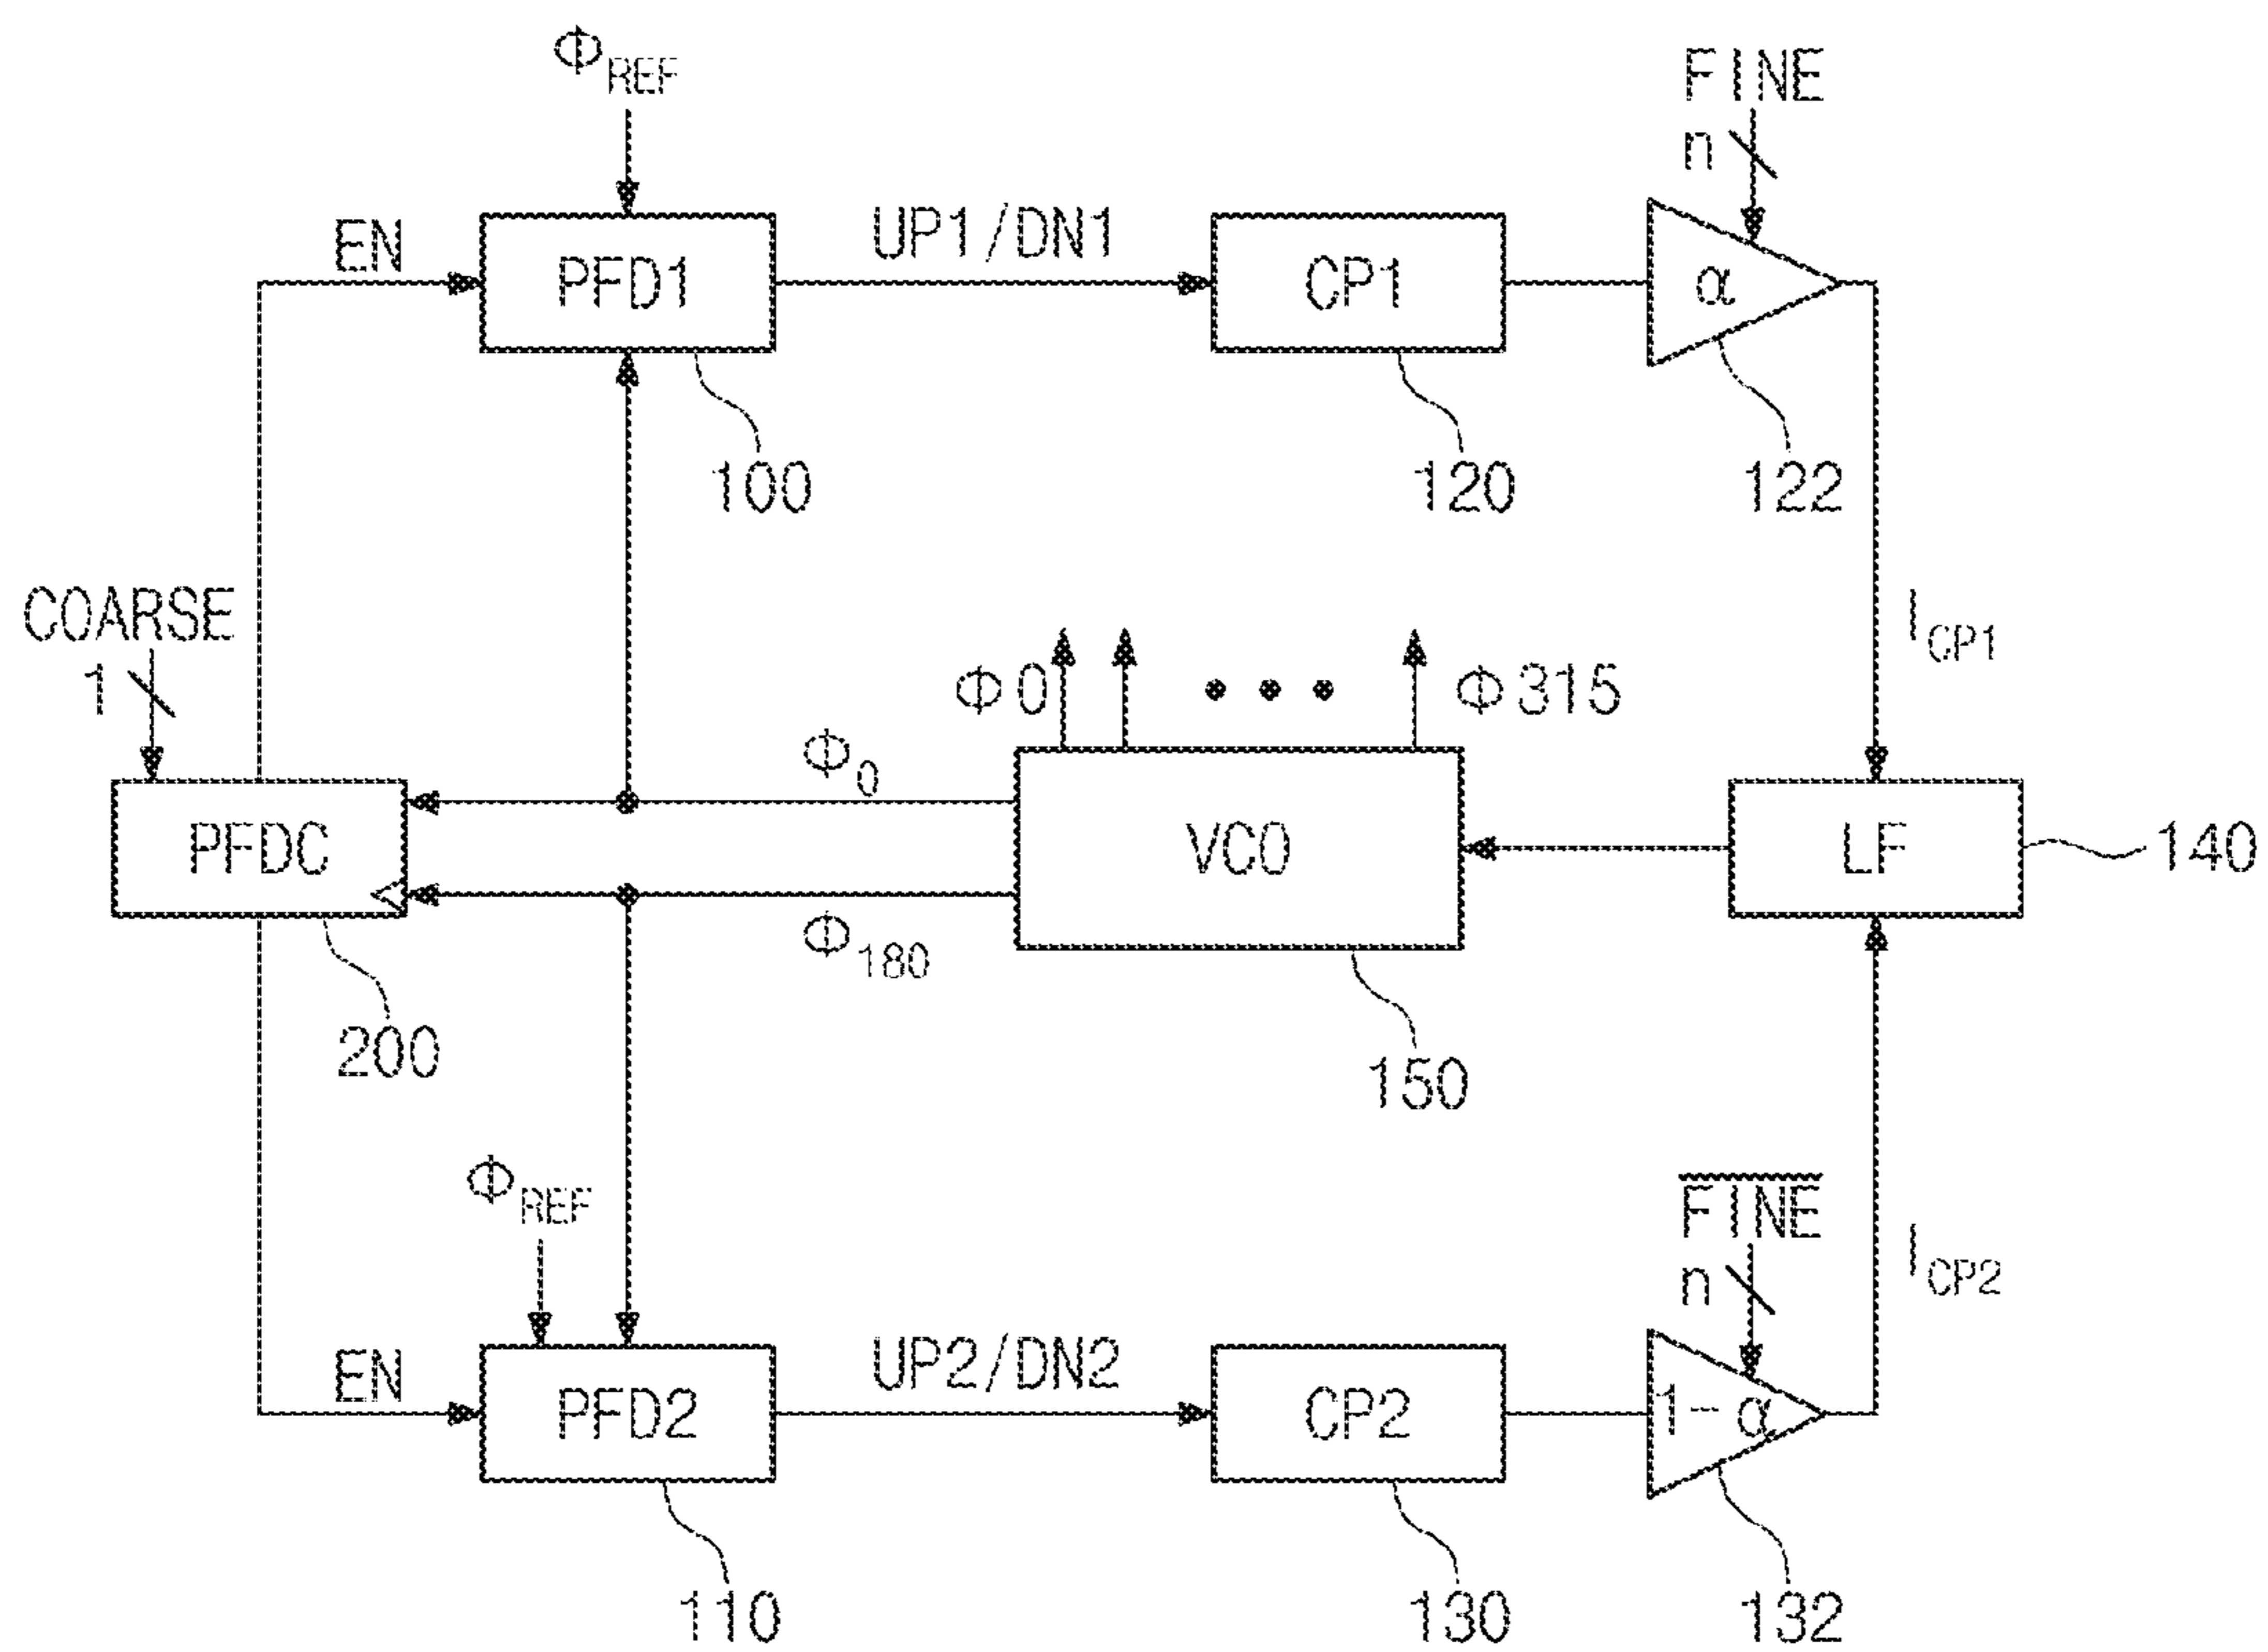 Φ_REF
FINE
n
EN
PFD1
UP1/DN1
CP1
α
100
120
122
COARSE
1
Φ0
Φ315
I_CP1
Φ_0
PFDC
VCO
LF
140
Φ_180
200
150
Φ_REF
F̅I̅N̅E̅
n
I_CP2
EN
PFD2
UP2/DN2
CP2
1-α
110
130
132